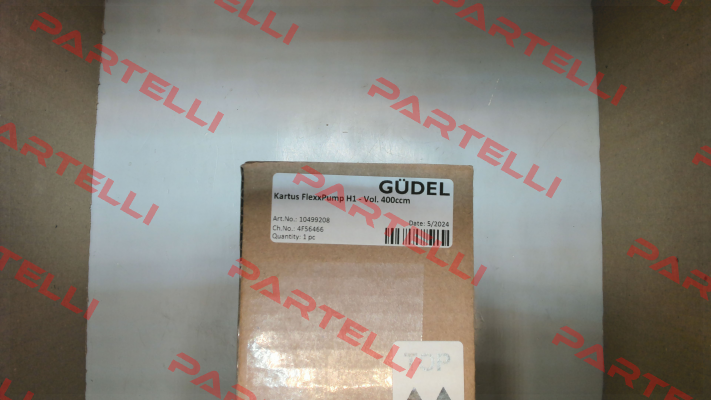 GÜDEL
Kartus FlexxPump H1 - Vol. 400ccm
Art.No.: 10499208
Date: 5/2024
Ch.No.: 4F56466
Quantity: 1 pc
PARTELLI
PARTELLI
PARTELLI
PARTELLI
PARTELLI
PARTELLI
PARTELLI
PARTELLI
PARTELLI